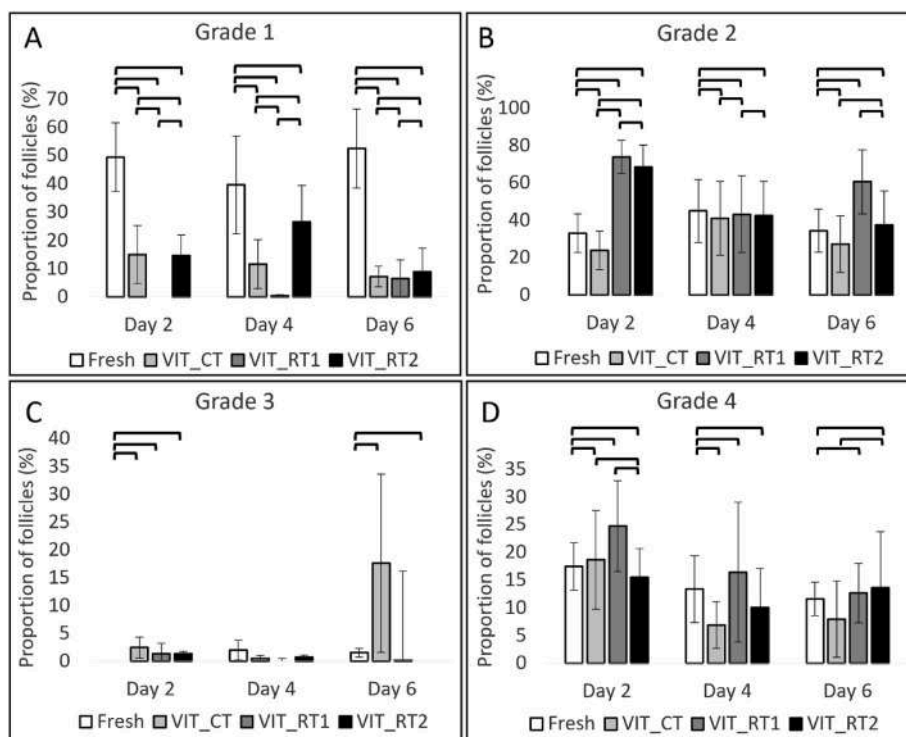 A
Grade 1
Proportion of follicles (%)
70
60
50
40
30
20
10
0
Day 2 Day 4 Day 6
Fresh VIT_CT VIT_RT1 VIT_RT2
B
Grade 2
Proportion of follicles (%)
100
80
60
40
20
0
Day 2 Day 4 Day 6
Fresh VIT_CT VIT_RT1 VIT_RT2
C
Grade 3
Proportion of follicles (%)
40
35
30
25
20
15
10
5
0
Day 2 Day 4 Day 6
Fresh VIT_CT VIT_RT1 VIT_RT2
D
Grade 4
Proportion of follicles (%)
35
30
25
20
15
10
5
0
Day 2 Day 4 Day 6
Fresh VIT_CT VIT_RT1 VIT_RT2